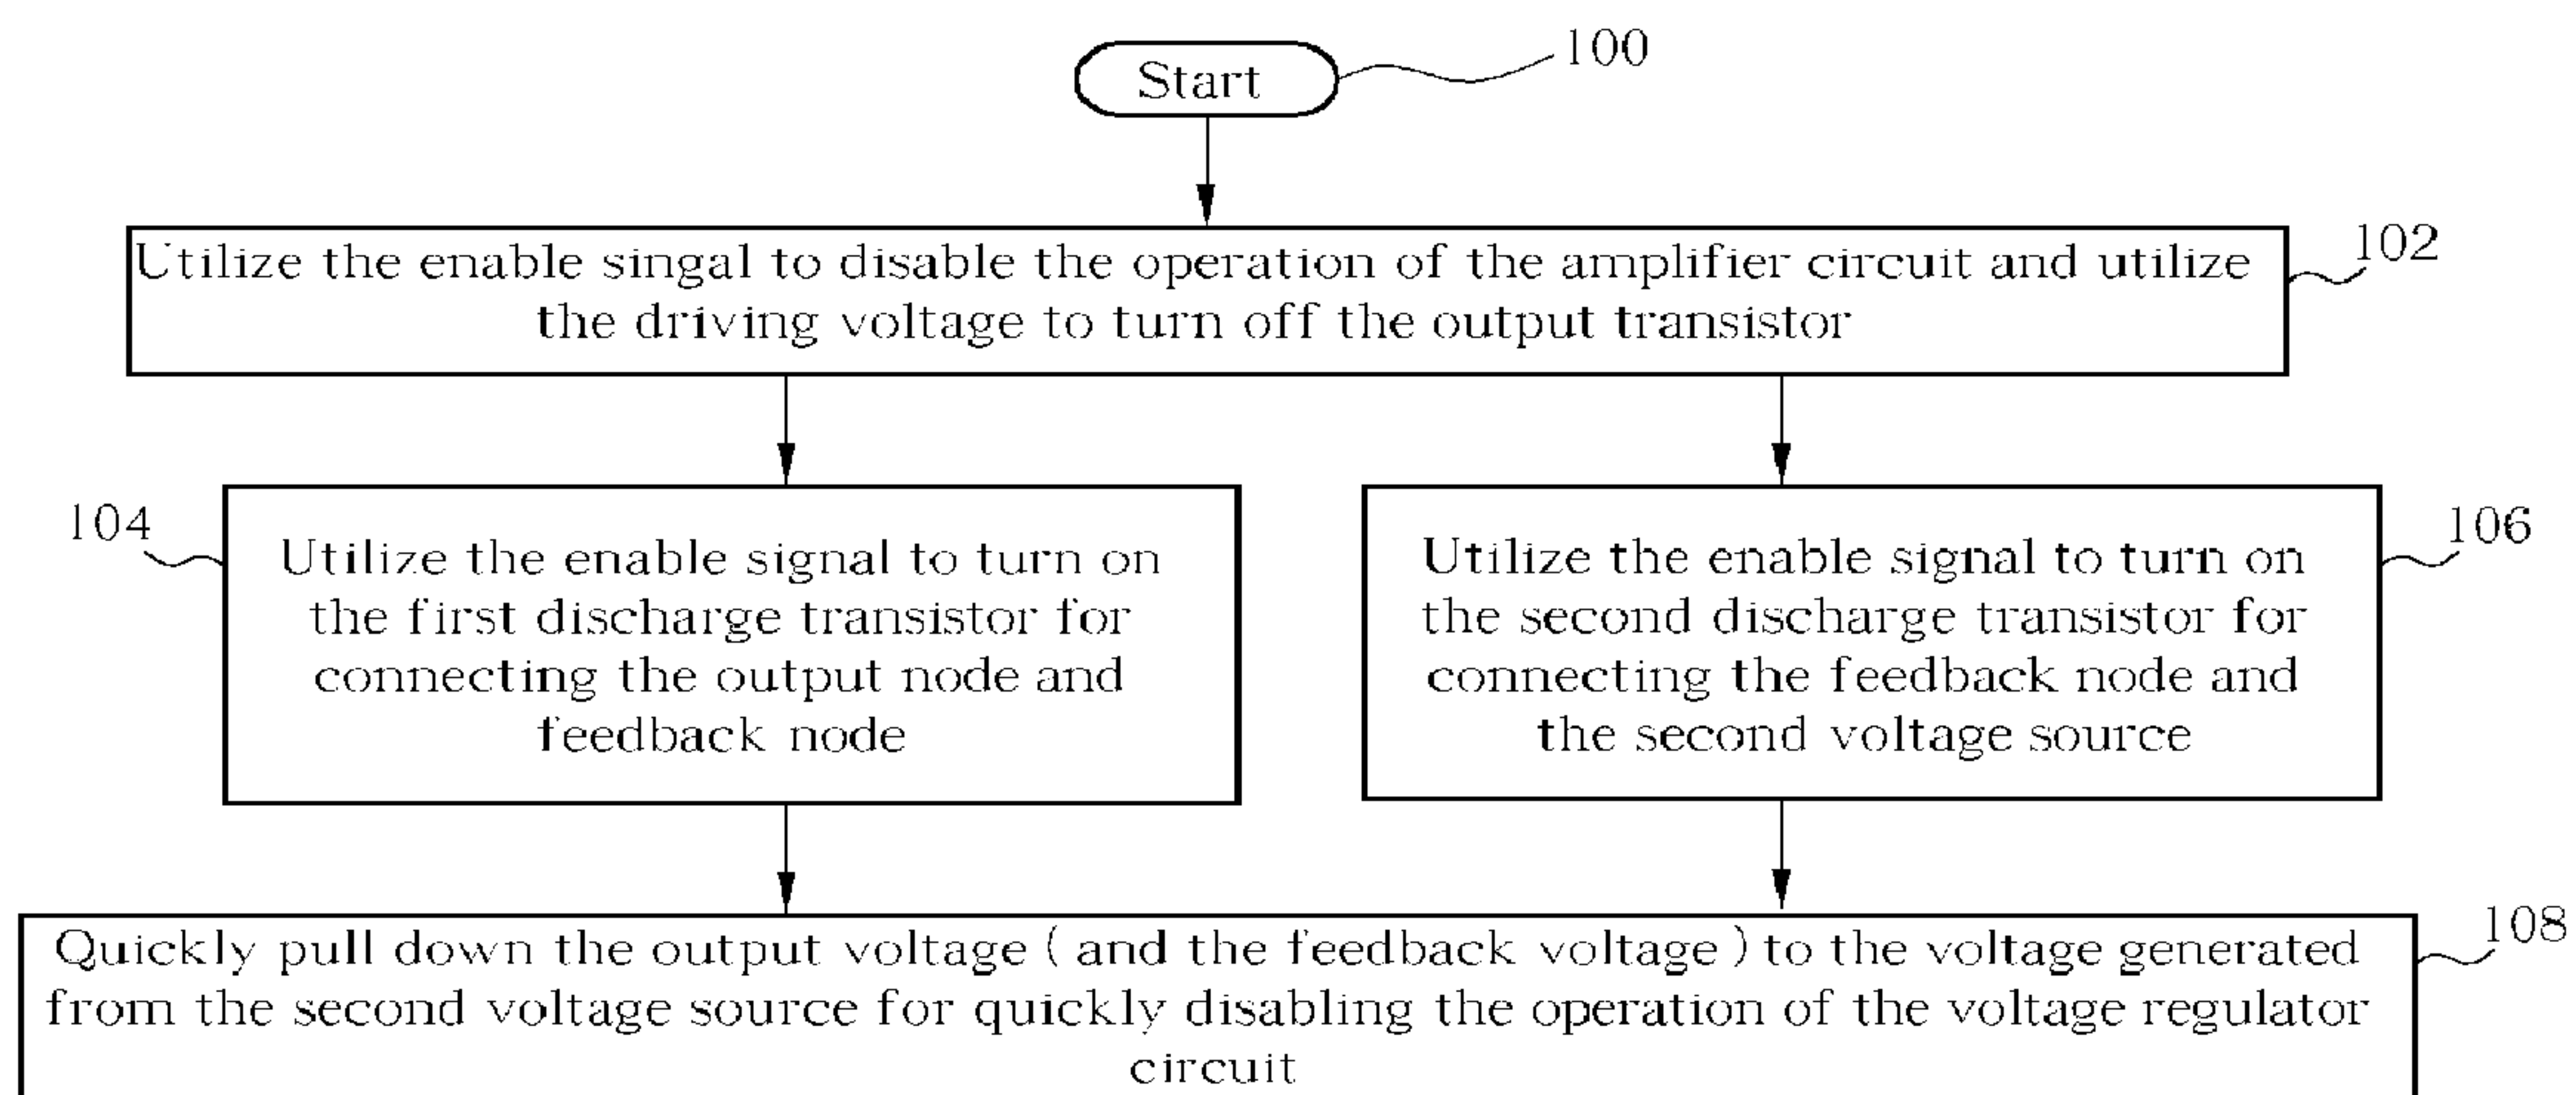 Start
100
Utilize the enable singal to disable the operation of the amplifier circuit and utilize
the driving voltage to turn off the output transistor
102
104
Utilize the enable signal to turn on
the first discharge transistor for
connecting the output node and
feedback node
Utilize the enable signal to turn on
the second discharge transistor for
connecting the feedback node and
the second voltage source
106
Quickly pull down the output voltage ( and the feedback voltage ) to the voltage generated
from the second voltage source for quickly disabling the operation of the voltage regulator
circuit
108